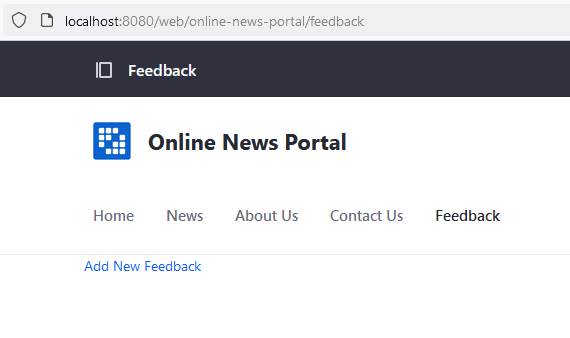 localhost:8080/web/online-news-portal/feedback
Feedback
Online News Portal
Home News About Us Contact Us Feedback
Add New Feedback